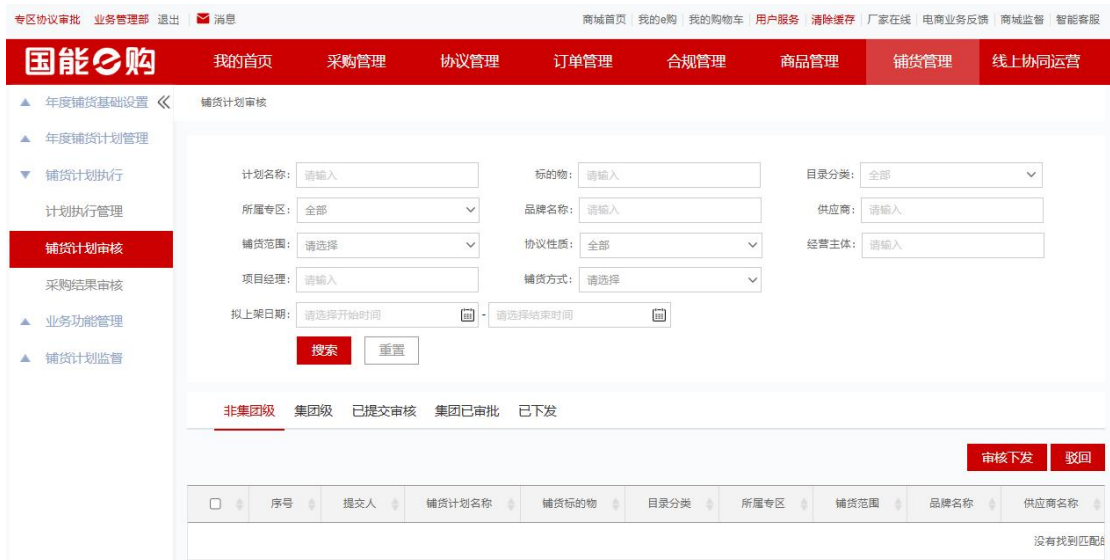 专区协议审批 业务管理部 退出 消息 商城首页 我的e购 我的购物车 用户服务 清除缓存 厂家在线 电商业务反馈 商城监督 智能客服
国能e购 我的首页 采购管理 协议管理 订单管理 合规管理 商品管理 铺货管理 线上协同运营
年度铺货基础设置 铺货计划审核
年度铺货计划管理
铺货计划执行 计划名称: 请输入 标的物: 请输入 目录分类: 全部
计划执行管理 所属专区: 全部 品牌名称: 请输入 供应商: 请输入
铺货计划审核 铺货范围: 请选择 协议性质: 全部 经营主体: 请输入
采购结果审核 项目经理: 请输入 铺货方式: 请选择
业务功能管理 拟上架日期: 请选择开始时间 - 请选择结束时间
铺货计划监督 搜索 重置
非集团级 集团级 已提交审核 集团已审批 已下发
审核下发 驳回
序号 提交人 铺货计划名称 铺货标的物 目录分类 所属专区 铺货范围 品牌名称 供应商名称
没有找到匹配